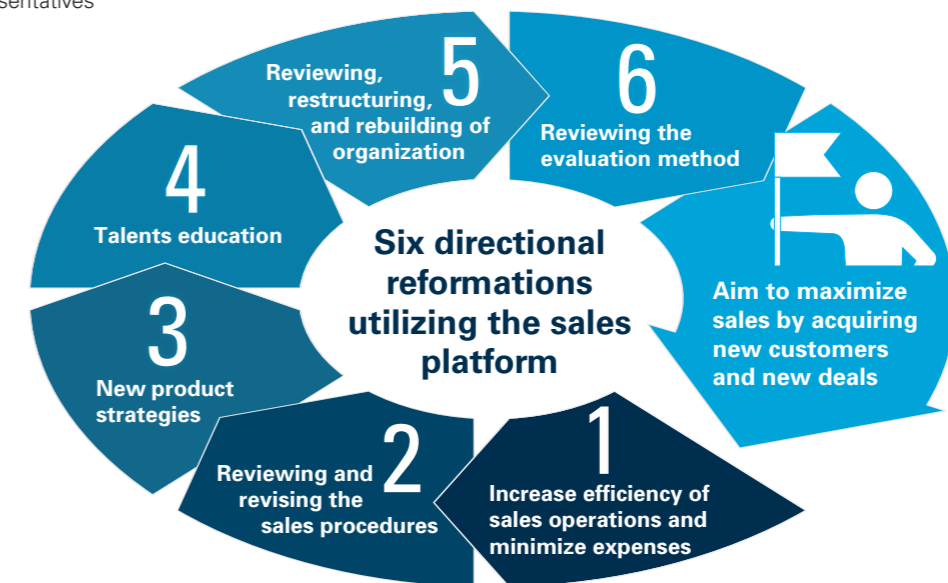 Six directional
reformations
utilizing the sales
platform
1
Increase efficiency of
sales operations and
minimize expenses
2
Reviewing and
revising the
sales procedures
3
New product
strategies
4
Talents education
5
Reviewing,
restructuring,
and rebuilding of
organization
6
Reviewing the
evaluation method
Aim to maximize
sales by acquiring
new customers
and new deals